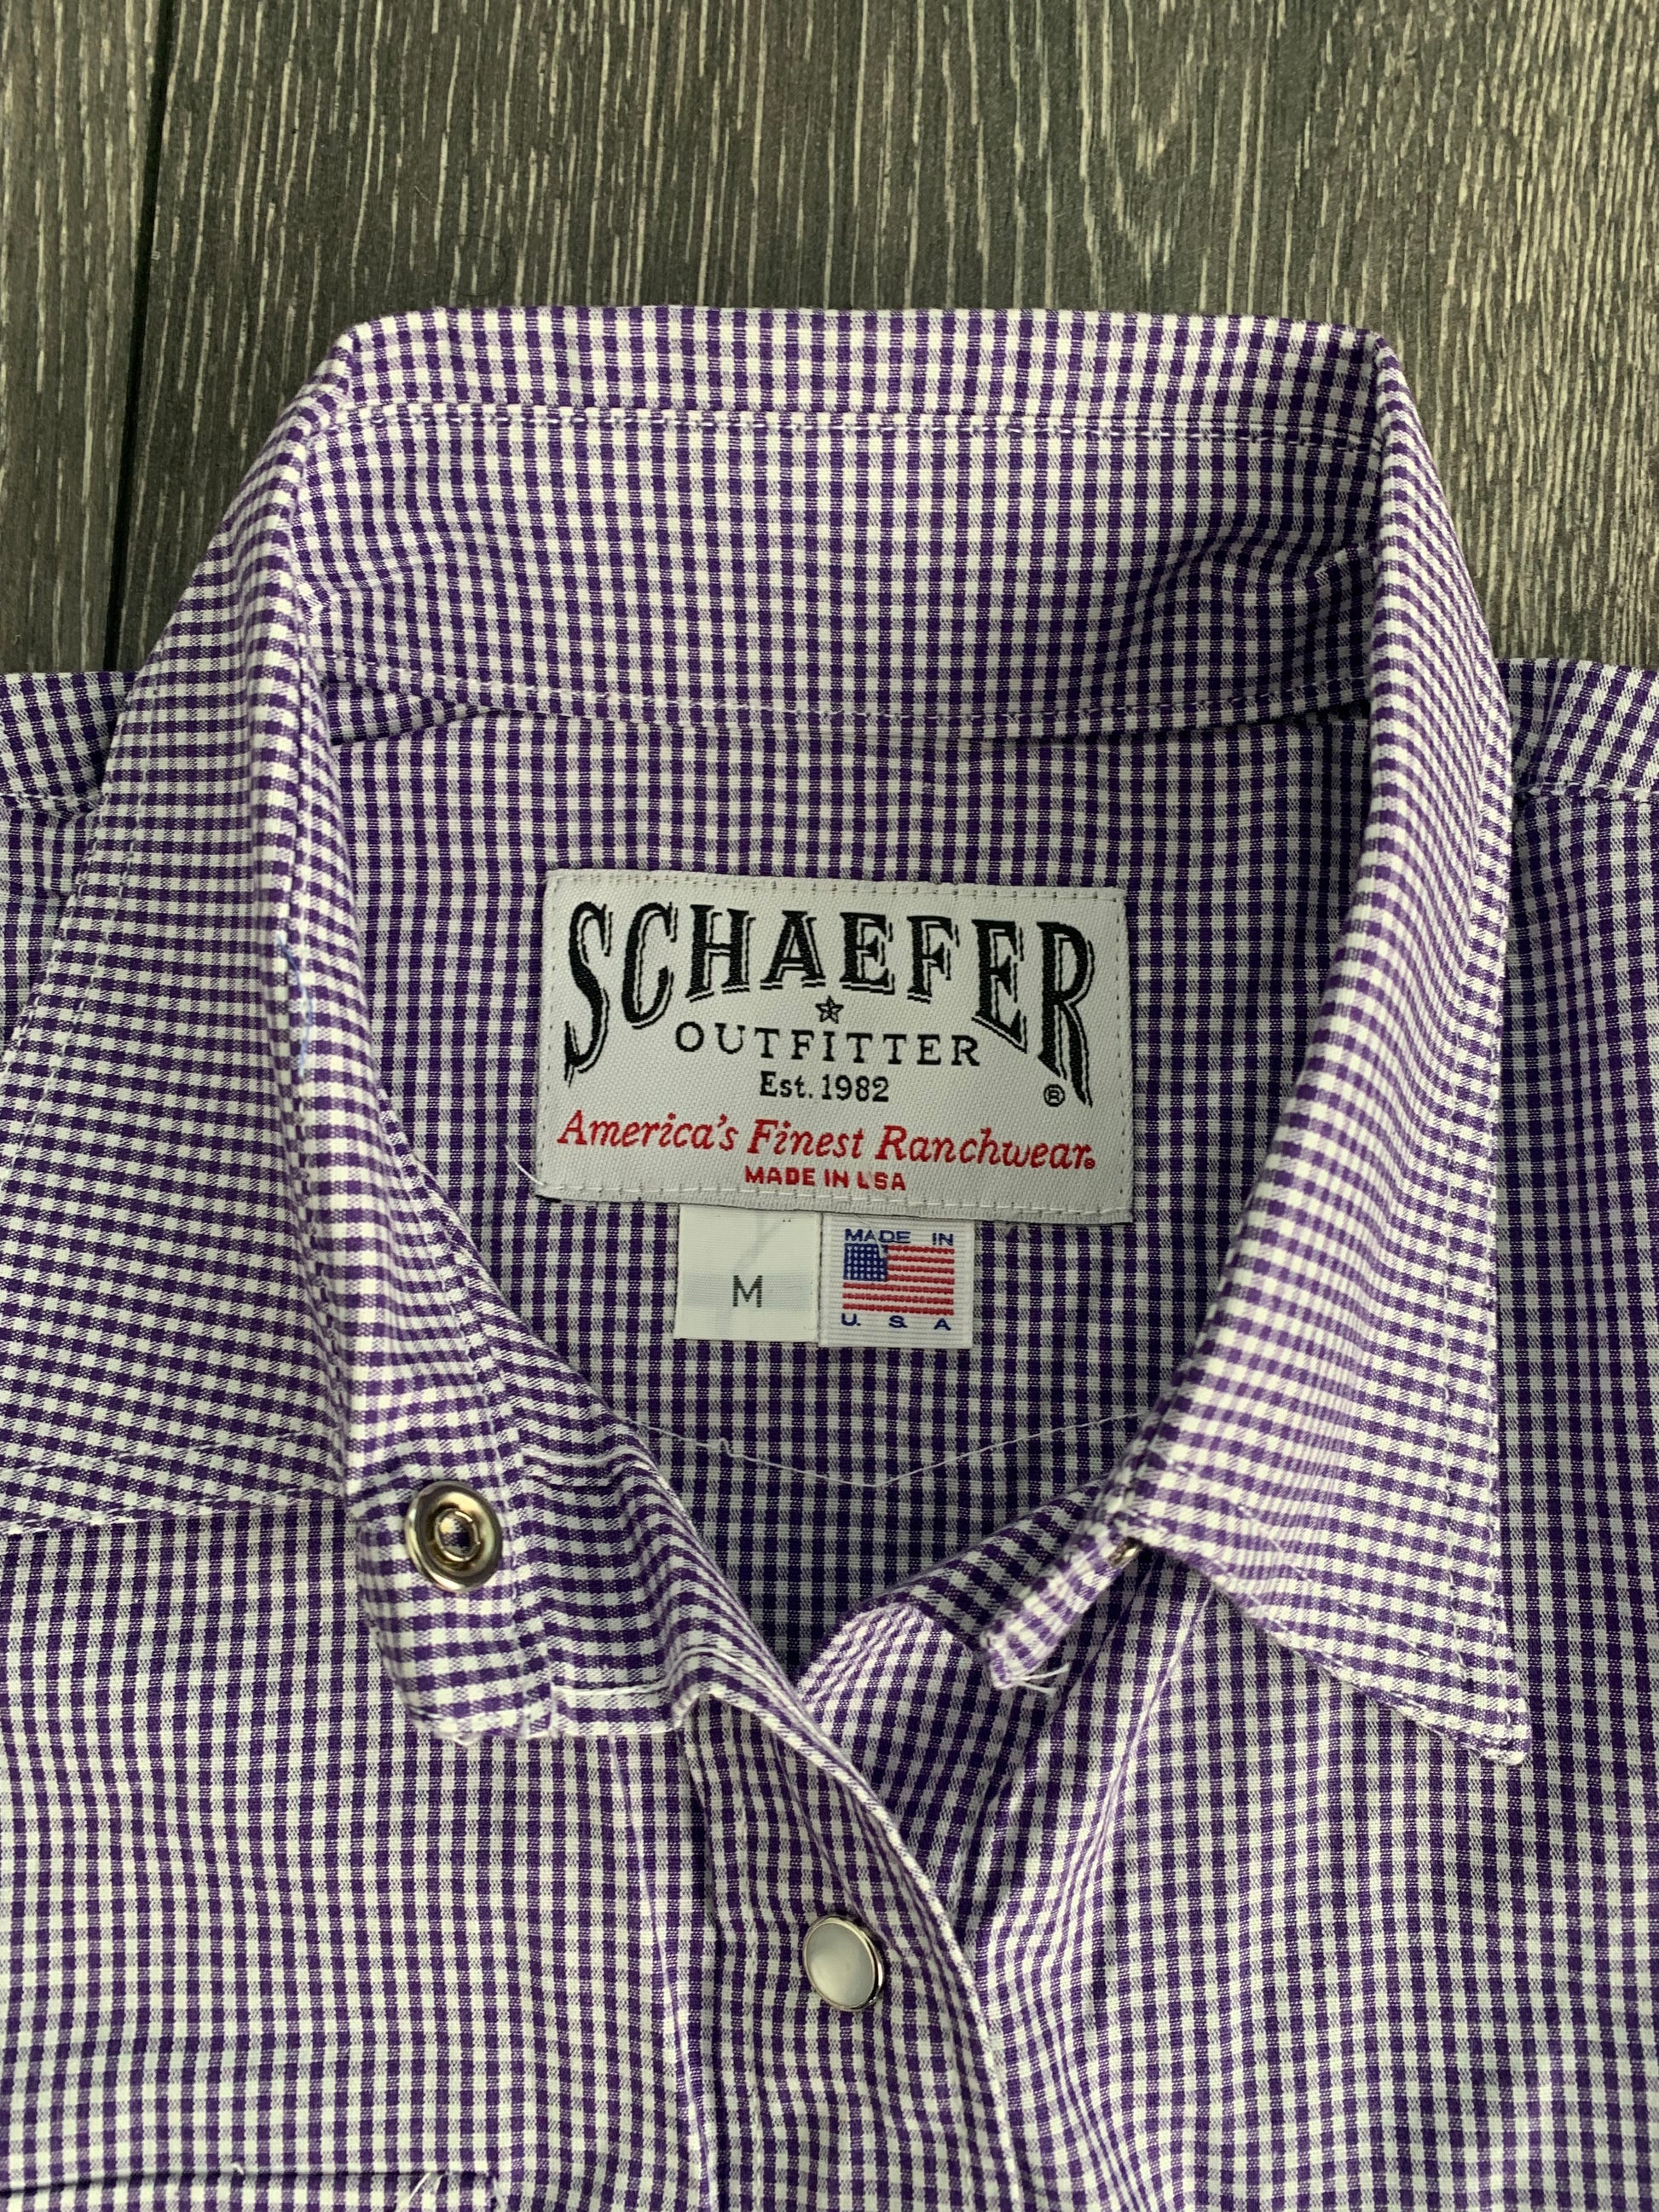 SCHAEFER
OUTFITTER
Est. 1982
®
America's Finest Ranchwear®
MADE IN USA
M
MADE IN
U. S. A